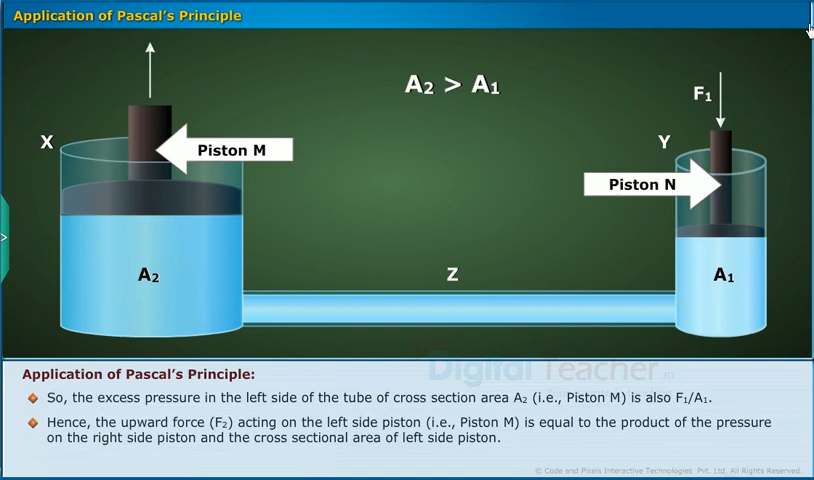 Application of Pascal's Principle
A₂ > A₁
F₁
X
Y
Piston M
Piston N
A₂
Z
A₁
Digital Teacher.in
Application of Pascal's Principle:
So, the excess pressure in the left side of the tube of cross section area A₂ (i.e., Piston M) is also F₁/A₁.
Hence, the upward force (F₂) acting on the left side piston (i.e., Piston M) is equal to the product of the pressure
on the right side piston and the cross sectional area of left side piston.
© Code and Pixels Interactive Technologies Pvt. Ltd. All Rights Reserved.